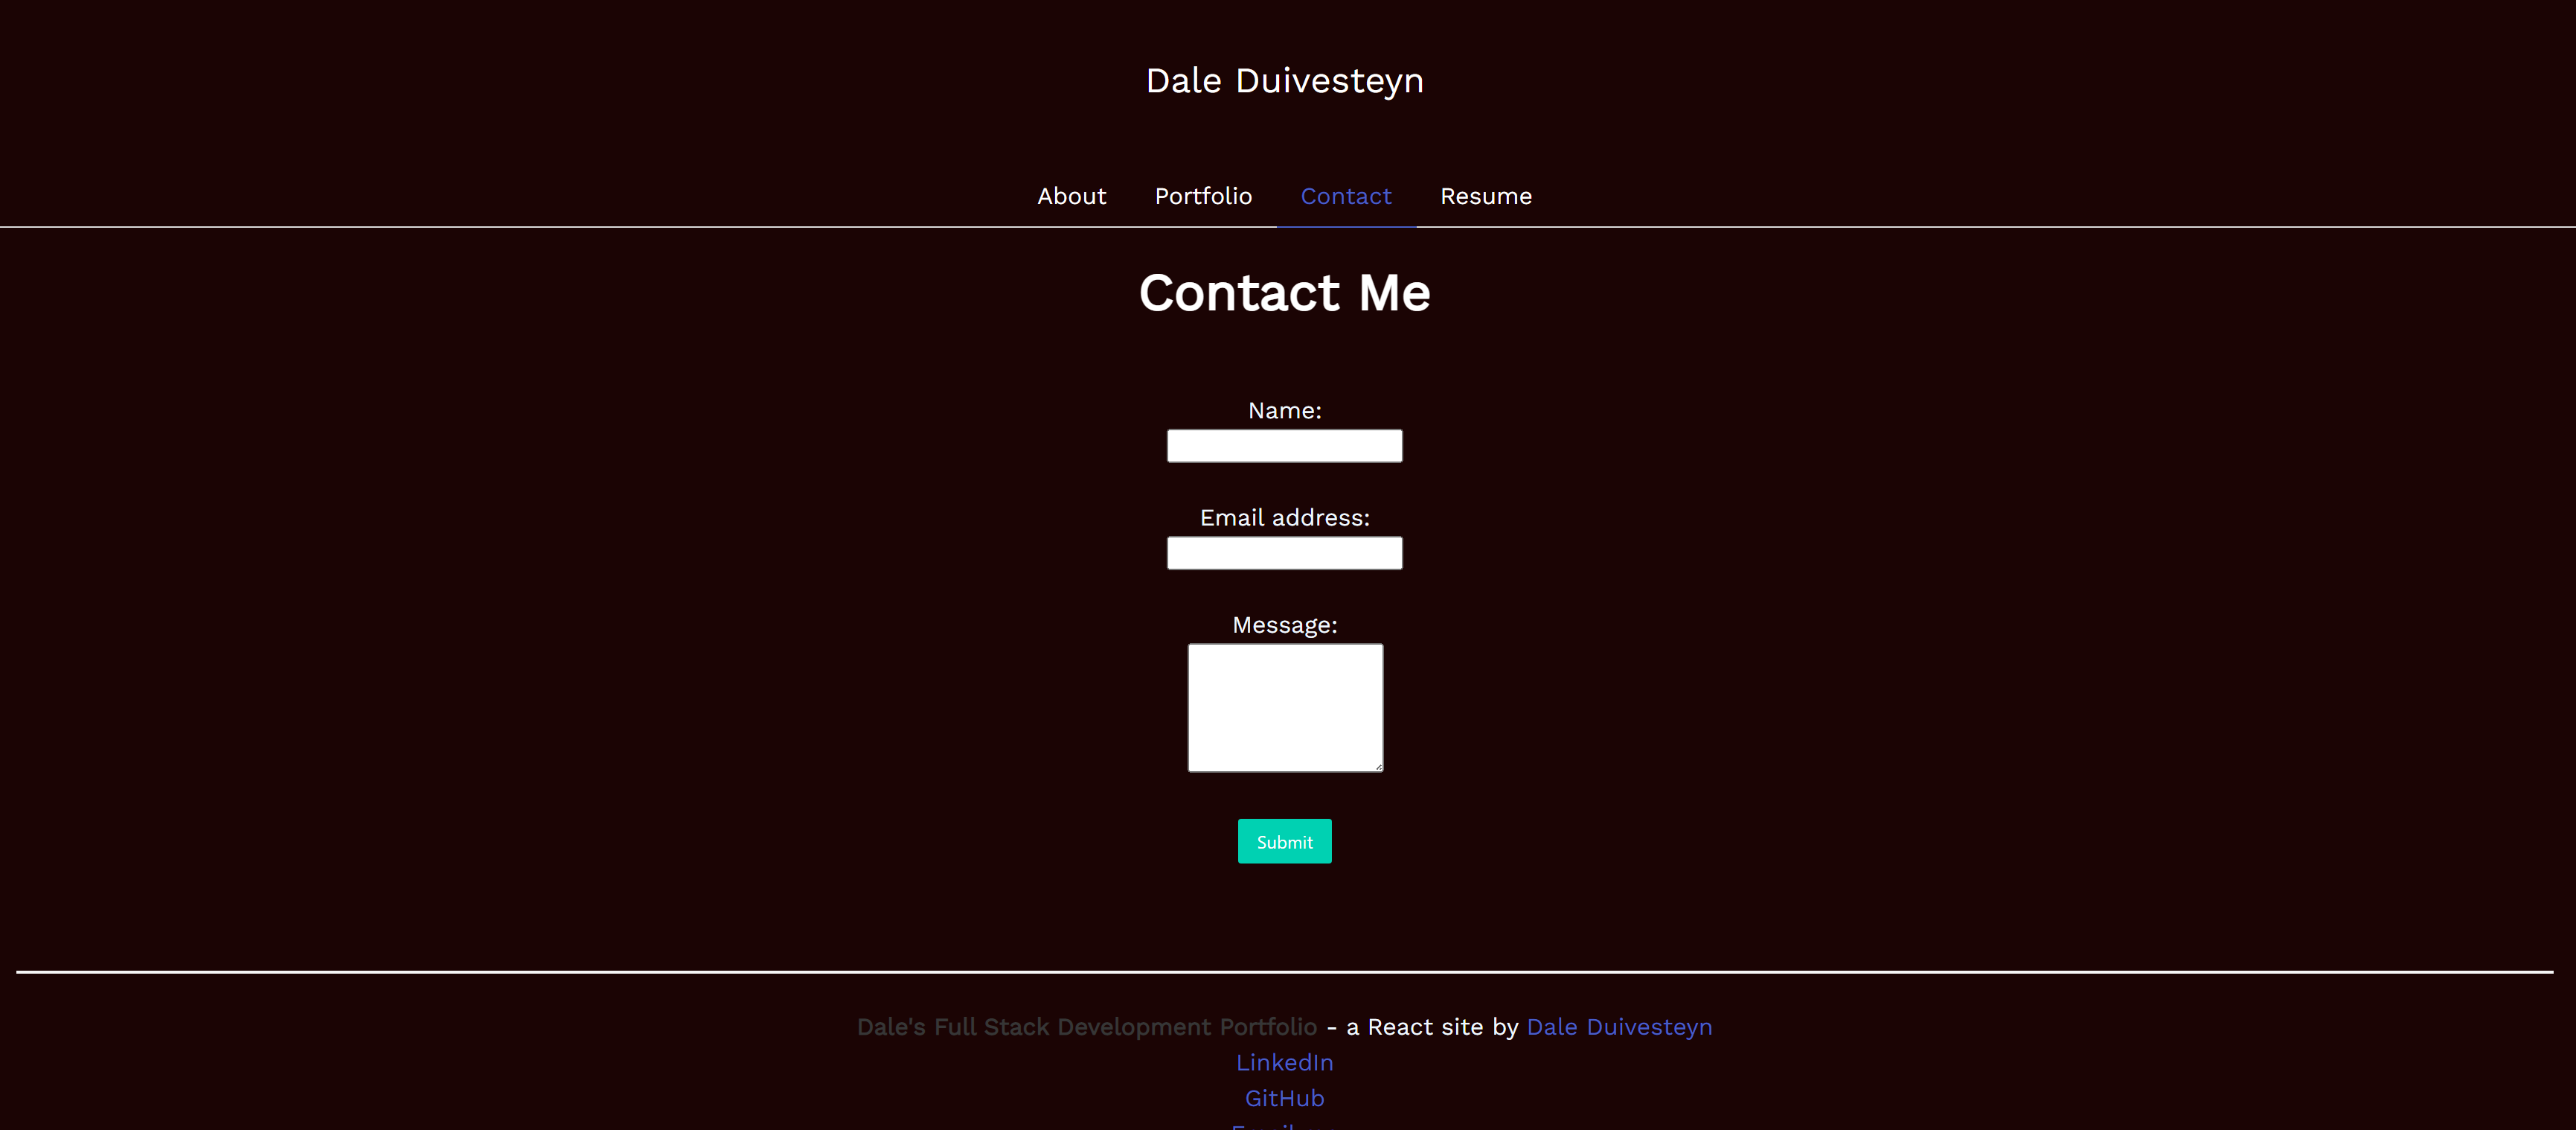 Dale Duivesteyn
About Portfolio Contact Resume
Contact Me
Name:
Email address:
Message:
Submit
Dale's Full Stack Development Portfolio - a React site by Dale Duivesteyn
LinkedIn
GitHub